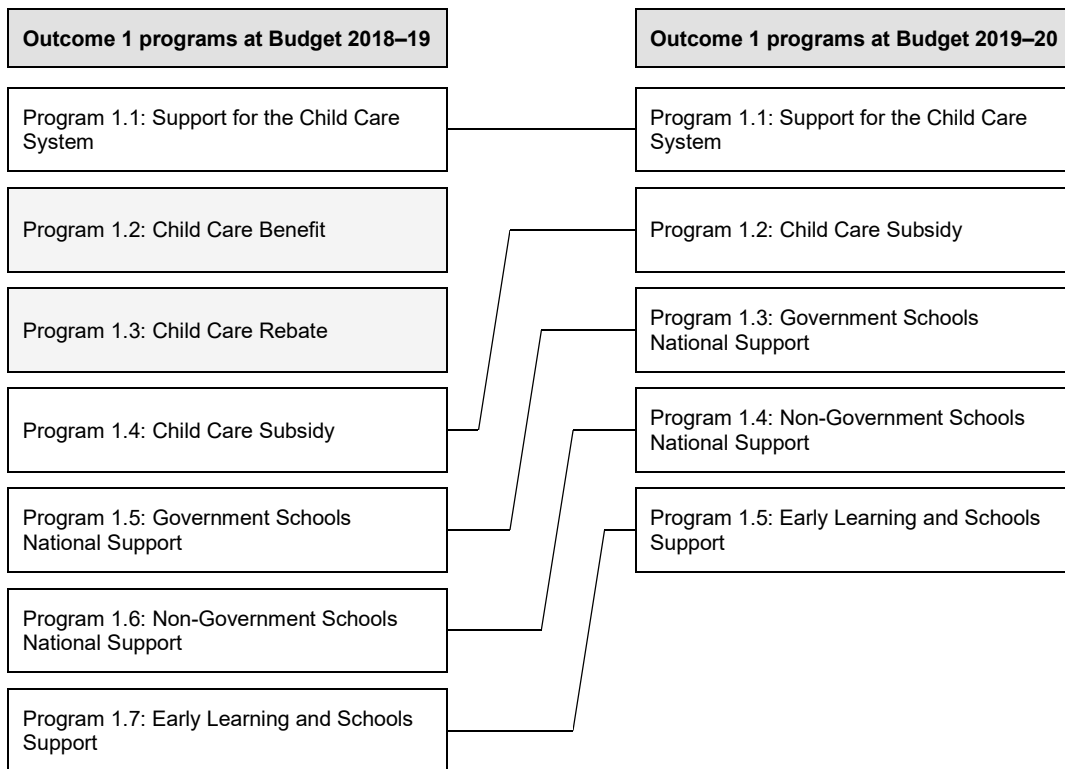 Outcome 1 programs at Budget 2018–19
Program 1.1: Support for the Child Care
System
Program 1.2: Child Care Benefit
Program 1.3: Child Care Rebate
Program 1.4: Child Care Subsidy
Program 1.5: Government Schools
National Support
Program 1.6: Non-Government Schools
National Support
Program 1.7: Early Learning and Schools
Support
Outcome 1 programs at Budget 2019–20
Program 1.1: Support for the Child Care
System
Program 1.2: Child Care Subsidy
Program 1.3: Government Schools
National Support
Program 1.4: Non-Government Schools
National Support
Program 1.5: Early Learning and Schools
Support